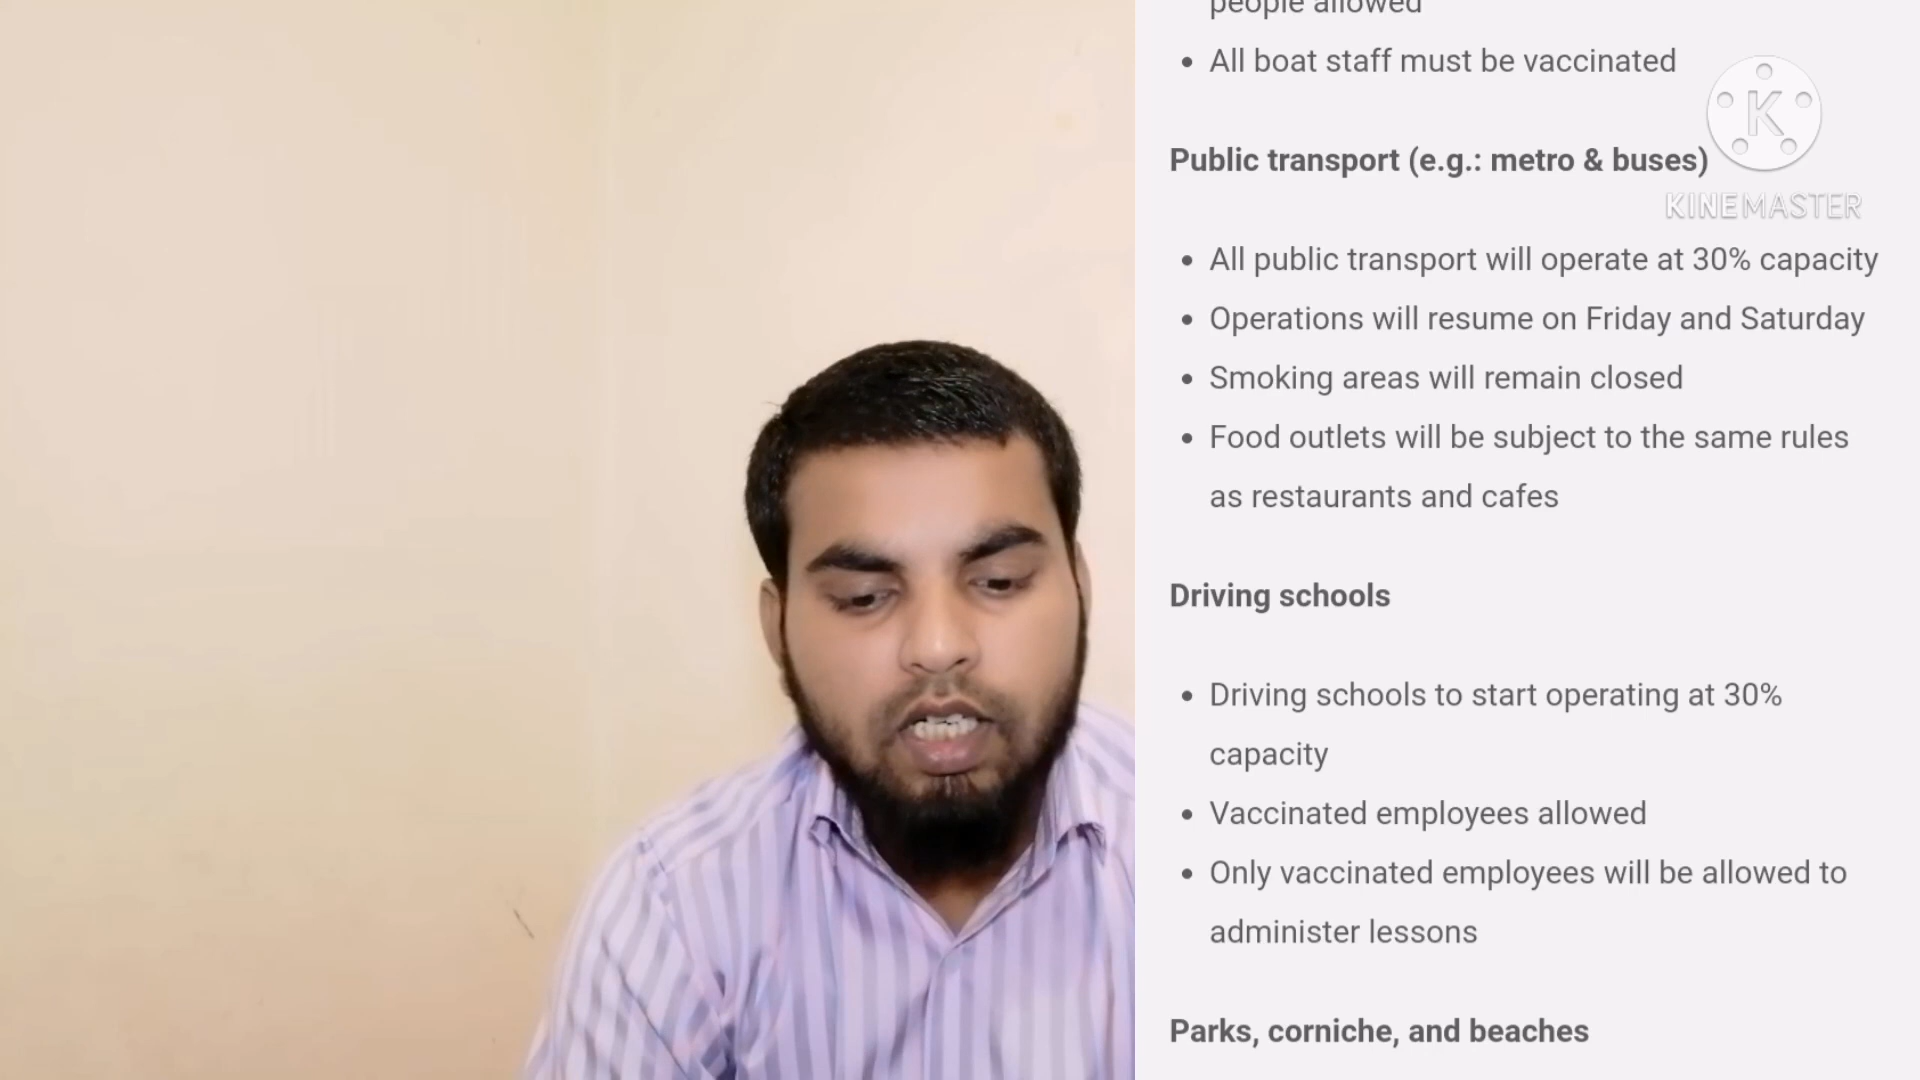 people allowed
• All boat staff must be vaccinated
Public transport (e.g.: metro & buses)
K
KINEMASTER
• All public transport will operate at 30% capacity
• Operations will resume on Friday and Saturday
• Smoking areas will remain closed
• Food outlets will be subject to the same rules
as restaurants and cafes
Driving schools
• Driving schools to start operating at 30%
capacity
• Vaccinated employees allowed
• Only vaccinated employees will be allowed to
administer lessons
Parks, corniche, and beaches